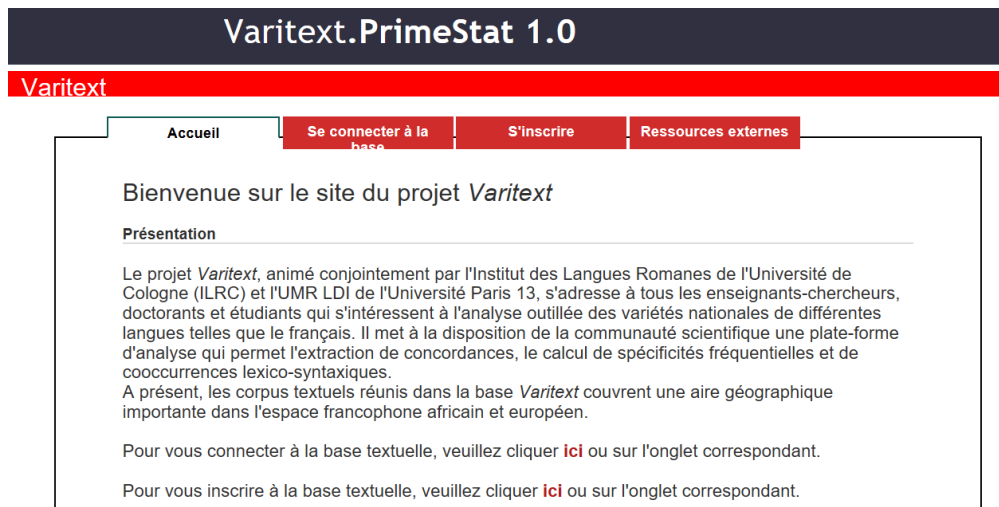 Varitext.PrimeStat 1.0
Varitext
Accueil
Se connecter à la
base
S'inscrire
Ressources externes
Bienvenue sur le site du projet Varitext
Présentation
Le projet Varitext, animé conjointement par l'Institut des Langues Romanes de l'Université de
Cologne (ILRC) et l'UMR LDI de l'Université Paris 13, s'adresse à tous les enseignants-chercheurs,
doctorants et étudiants qui s'intéressent à l'analyse outillée des variétés nationales de différentes
langues telles que le français. Il met à la disposition de la communauté scientifique une plate-forme
d'analyse qui permet l'extraction de concordances, le calcul de spécificités fréquentielles et de
cooccurrences lexico-syntaxiques.
A présent, les corpus textuels réunis dans la base Varitext couvrent une aire géographique
importante dans l'espace francophone africain et européen.
Pour vous connecter à la base textuelle, veuillez cliquer ici ou sur l'onglet correspondant.
Pour vous inscrire à la base textuelle, veuillez cliquer ici ou sur l'onglet correspondant.